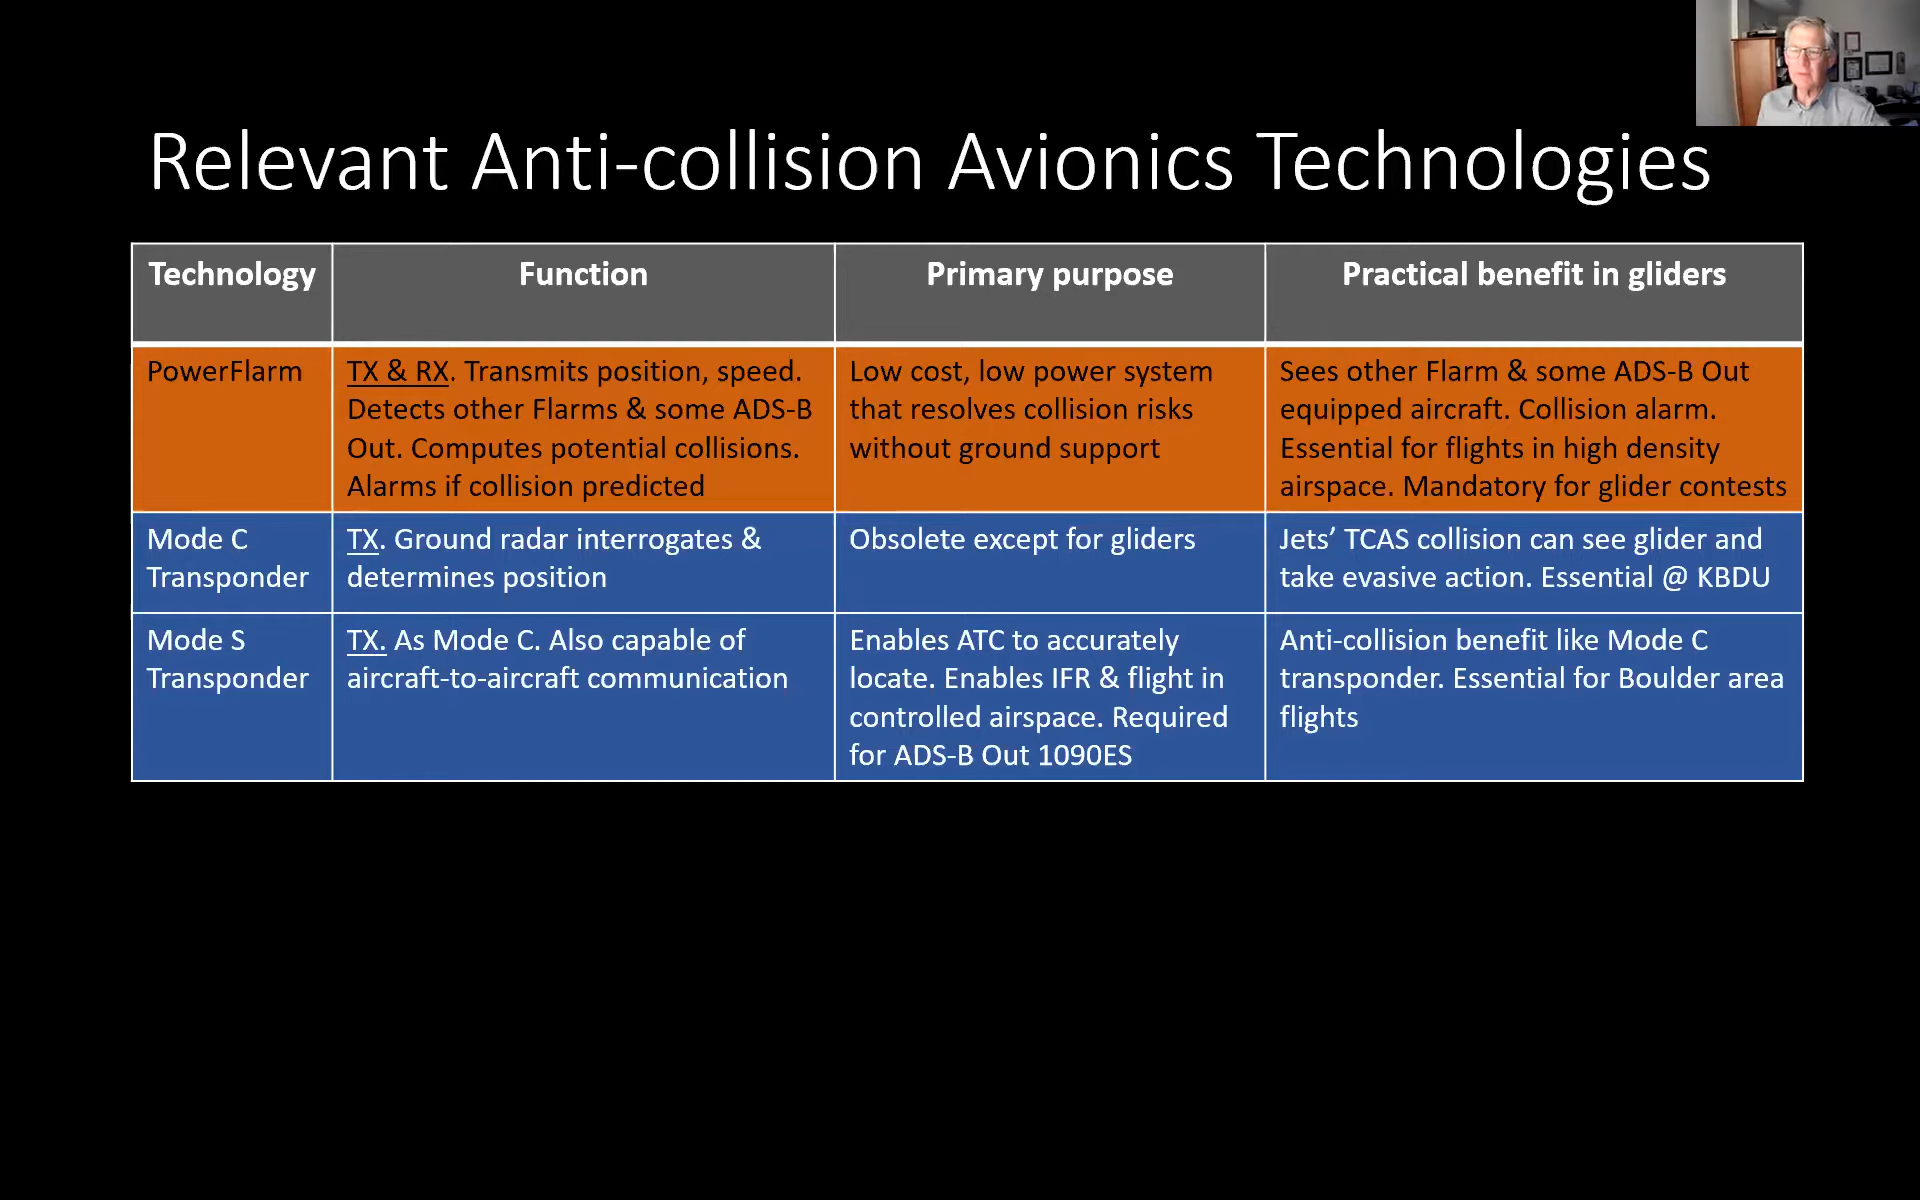 Relevant Anti-collision Avionics Technologies
Technology
Function
Primary purpose
Practical benefit in gliders
PowerFlarm
TX & RX. Transmits position, speed.
Detects other Flarms & some ADS-B
Out. Computes potential collisions.
Alarms if collision predicted
Low cost, low power system
that resolves collision risks
without ground support
Sees other Flarm & some ADS-B Out
equipped aircraft. Collision alarm.
Essential for flights in high density
airspace. Mandatory for glider contests
Mode C
Transponder
TX. Ground radar interrogates &
determines position
Obsolete except for gliders
Jets’ TCAS collision can see glider and
take evasive action. Essential @ KBDU
Mode S
Transponder
TX. As Mode C. Also capable of
aircraft-to-aircraft communication
Enables ATC to accurately
locate. Enables IFR & flight in
controlled airspace. Required
for ADS-B Out 1090ES
Anti-collision benefit like Mode C
transponder. Essential for Boulder area
flights